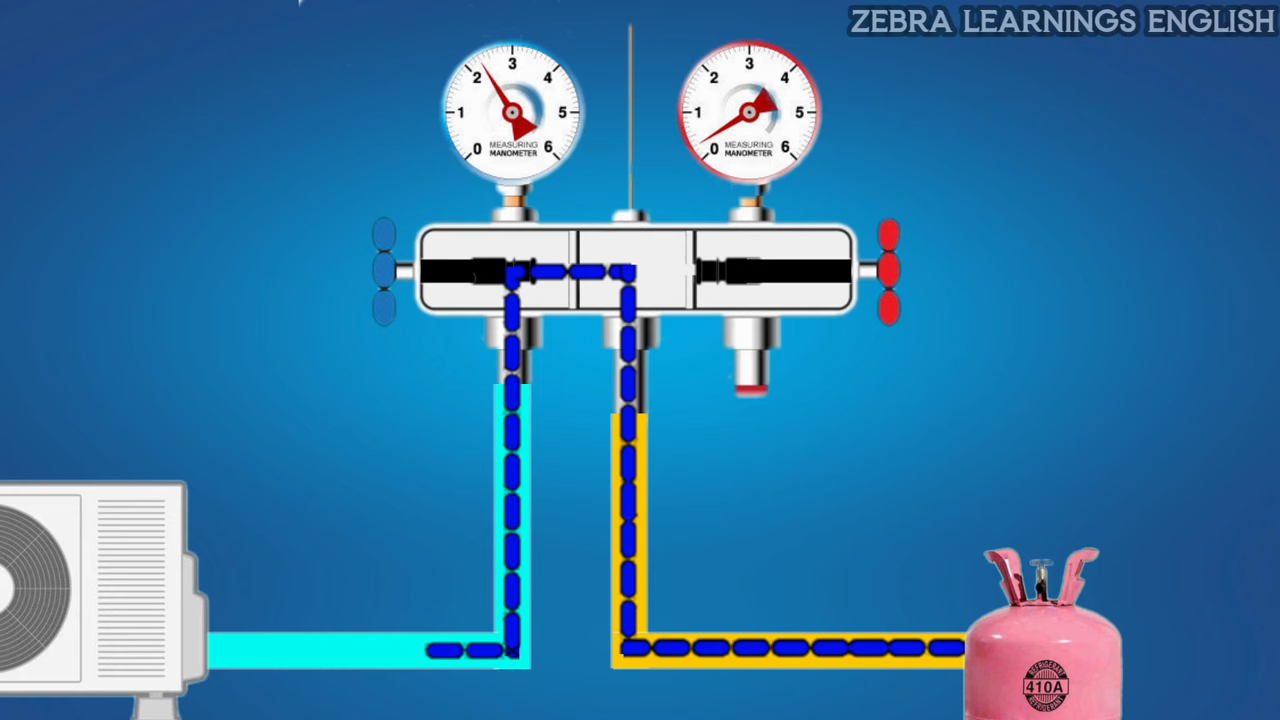 ZEBRA LEARNINGS ENGLISH
0 1 2 3 4 5 6
MEASURING
MANOMETER
0 1 2 3 4 5 6
MEASURING
MANOMETER
REFRIGERANT
410A
REFRIGERANT